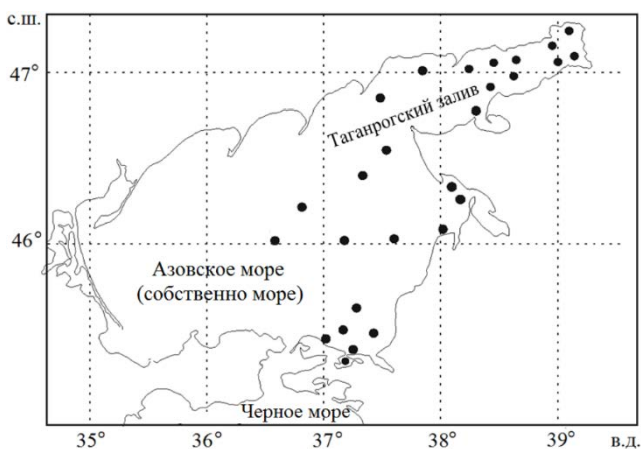 с.ш.
47°
Таганрогский залив
46°
Азовское море
(собственно море)
Черное море
35° 36° 37° 38° 39° в.д.